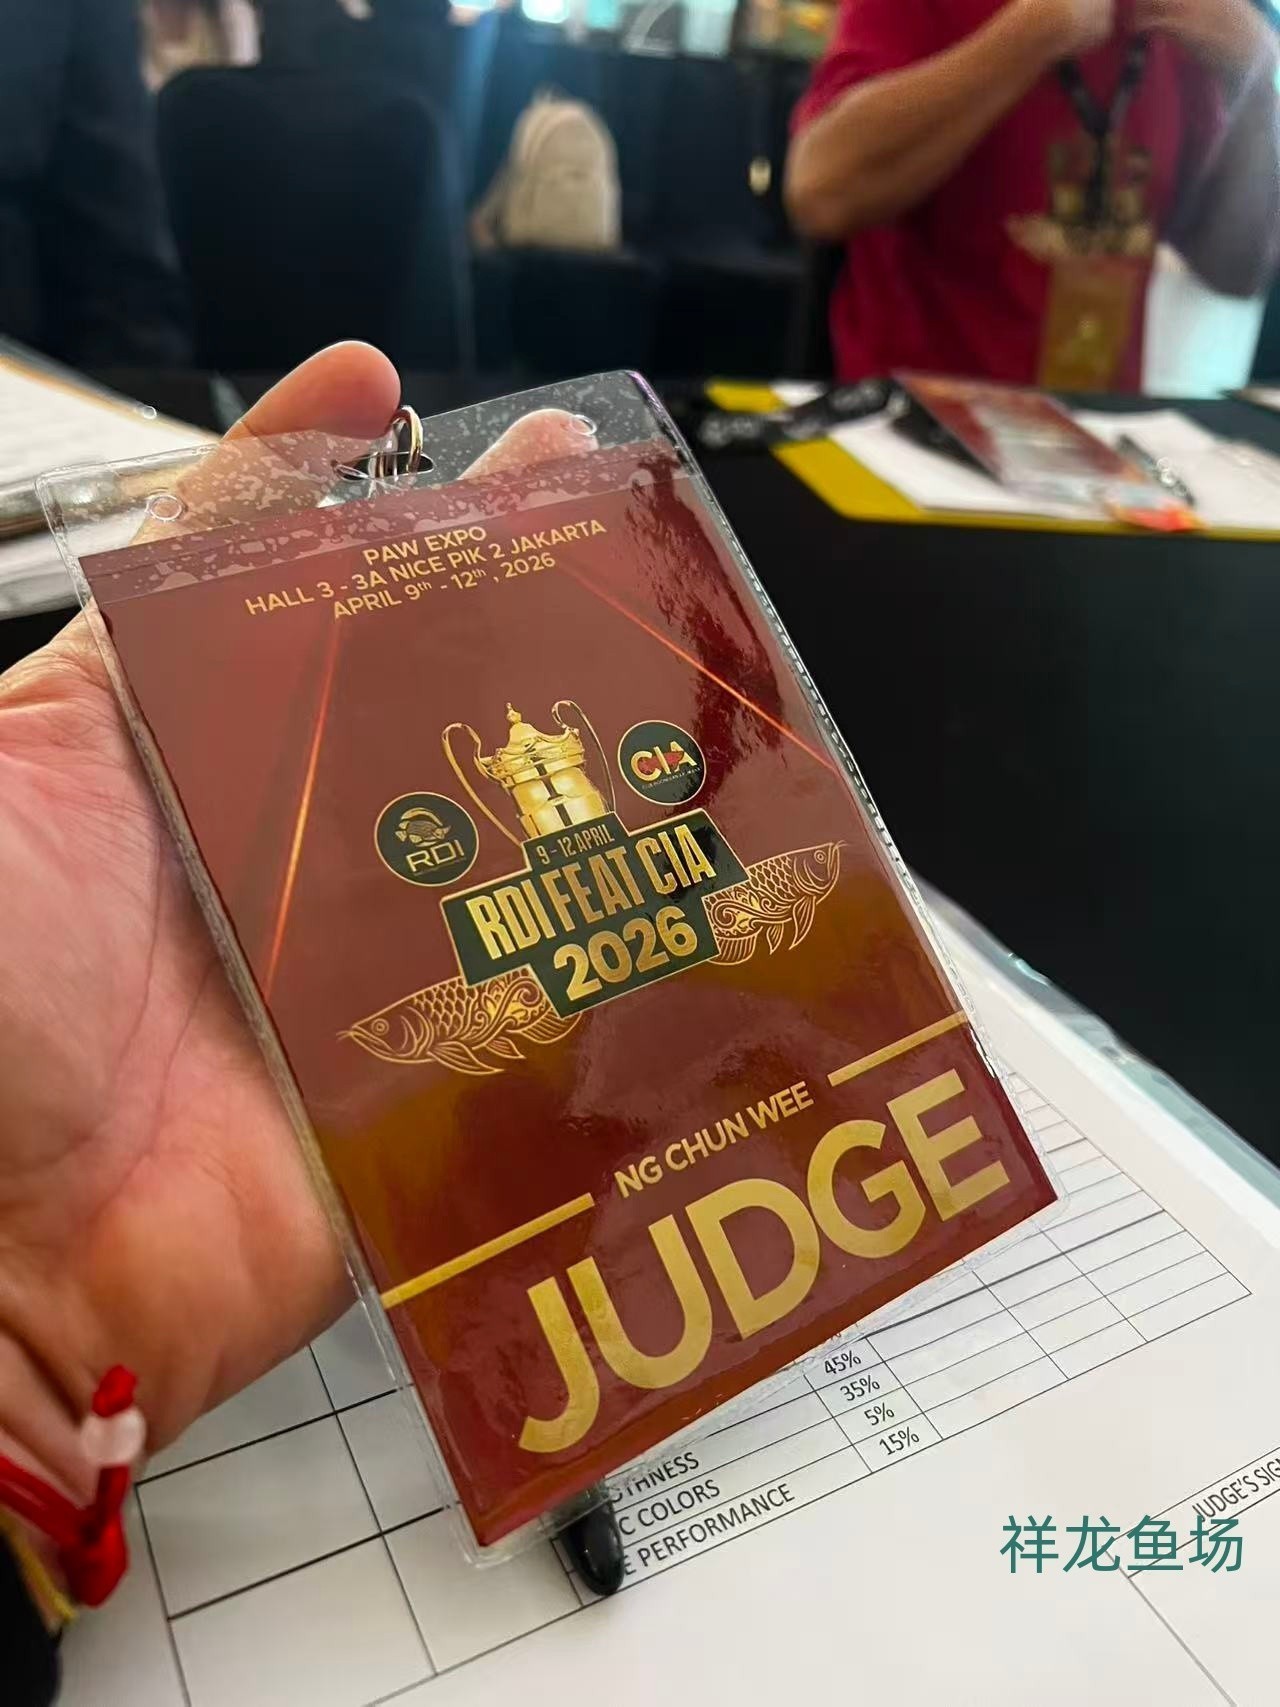 PAW EXPO
HALL 3 - 3A NICE PIK 2 JAKARTA
APRIL 9th - 12th , 2026
CIA
RDI
9 - 12 APRIL
RDI FEAT CIA
2026
NG CHUN WEE
JUDGE
45%
35%
5%
15%
COLORS
PERFORMANCE
JUDGE'S
祥龙鱼场